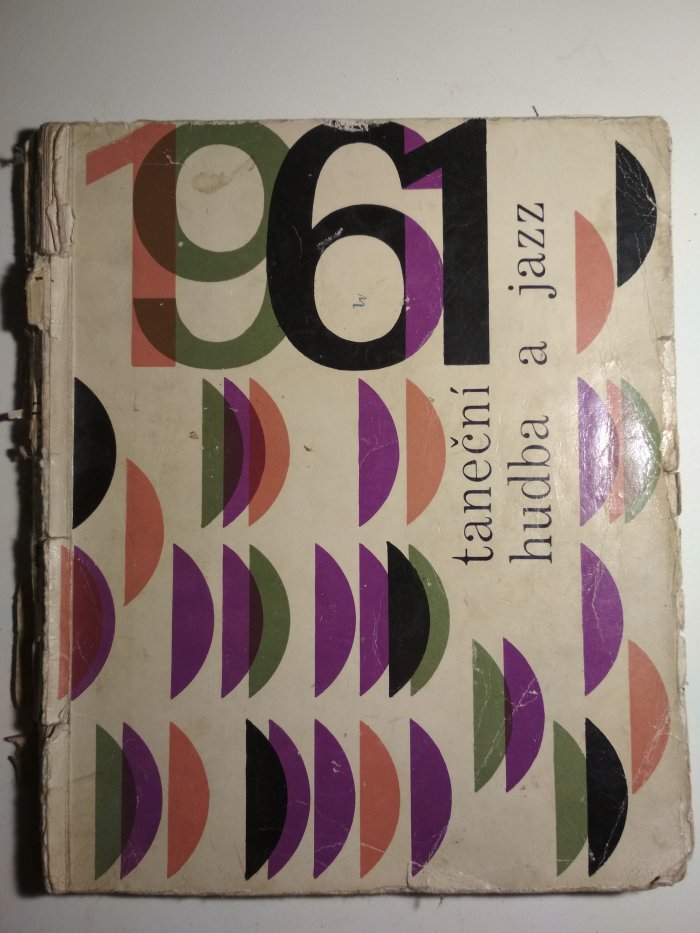 1961
taneční
hudba a jazz